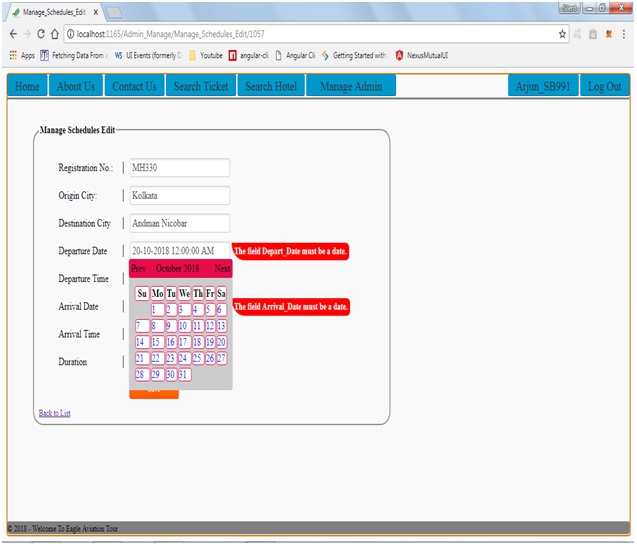 Manage_Schedules_Edit
localhost:1165/Admin_Manage/Manage_Schedules_Edit/1057
Apps Fetching Data From UI Events (formerly D Youtube angular-cli Angular Cli Getting Started with NexusMutualUI
Home About Us Contact Us Search Ticket Search Hotel Manage Admin Arjun_SB991 Log Out
Manage Schedules Edit
Registration No.: MH330
Origin City: Kolkata
Destination City Andman Nicobar
Departure Date 20-10-2018 12:00:00 AM The field Depart_Date must be a date.
Prev October 2018 Next
Departure Time
Su Mo Tu We Th Fr Sa
Arrival Date The field Arrival_Date must be a date.
1 2 3 4 5 6
7 8 9 10 11 12 13
Arrival Time
14 15 16 17 18 19 20
Duration
21 22 23 24 25 26 27
28 29 30 31
Back to List
© 2018 - Welcome To Eagle Aviation Tour